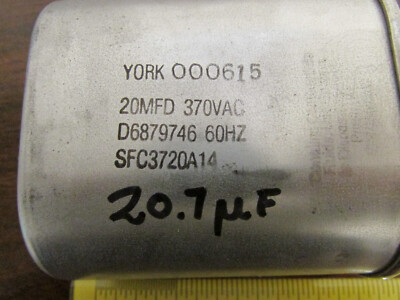 YORK 000615
20MFD 370VAC
D6879746 60HZ
SFC3720A14
20.7µF